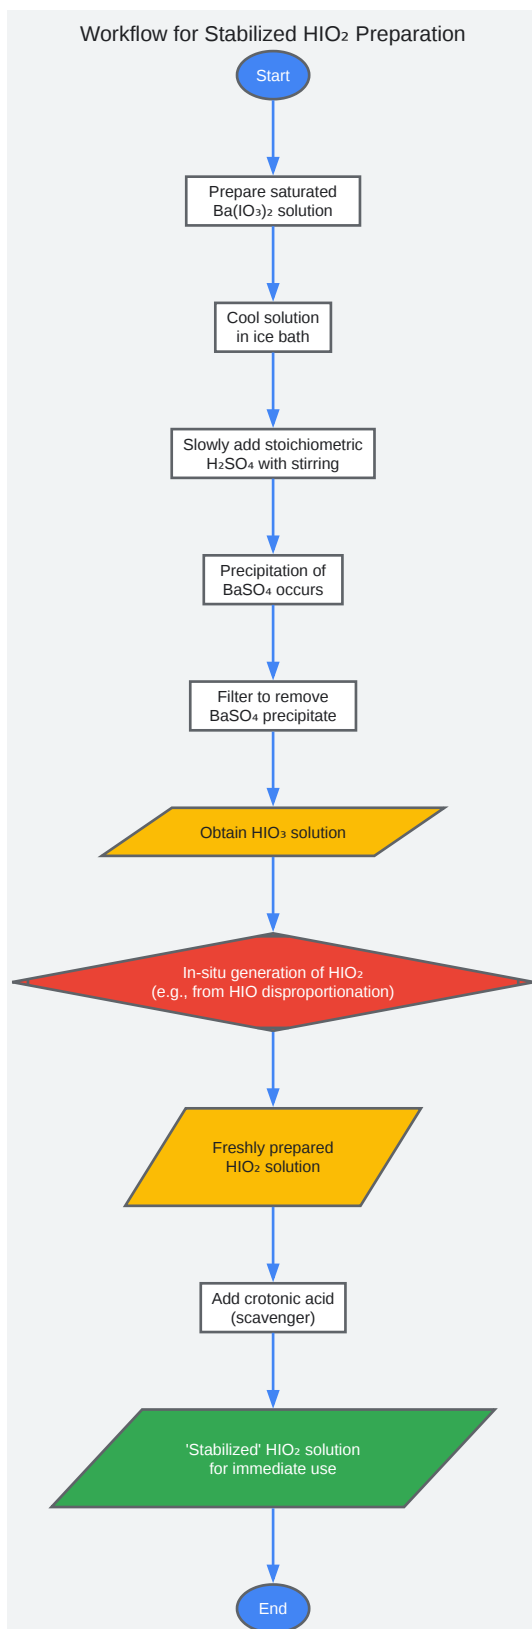 Workflow for Stabilized HIO₂ Preparation
Start
Prepare saturated
Ba(IO₃)₂ solution
Cool solution
in ice bath
Slowly add stoichiometric
H₂SO₄ with stirring
Precipitation of
BaSO₄ occurs
Filter to remove
BaSO₄ precipitate
Obtain HIO₃ solution
In-situ generation of HIO₂
(e.g., from HIO disproportionation)
Freshly prepared
HIO₂ solution
Add crotonic acid
(scavenger)
'Stabilized' HIO₂ solution
for immediate use
End